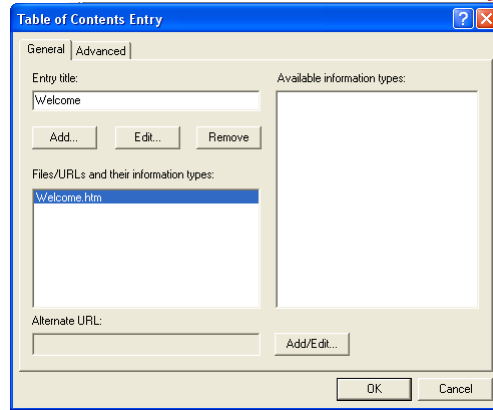 Table of Contents Entry
General Advanced
Entry title:
Available information types:
Welcome
Add... Edit... Remove
Files/URLs and their information types:
Welcome.htm
Alternate URL:
Add/Edit...
OK Cancel